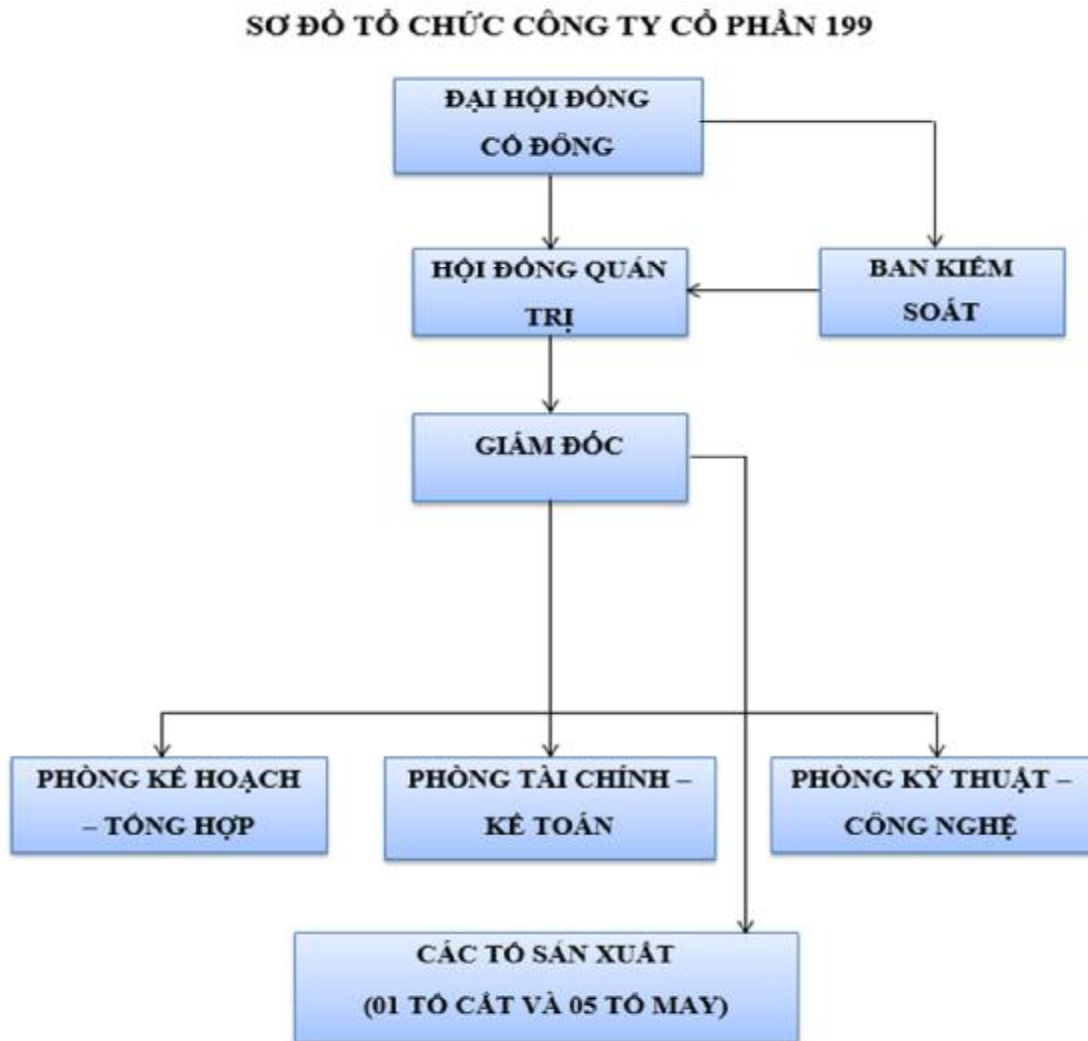 SƠ ĐỒ TỔ CHỨC CÔNG TY CỔ PHẦN 199
ĐẠI HỘI ĐỒNG
CỔ ĐÔNG
HỘI ĐỒNG QUẢN
TRỊ
BAN KIỂM
SOÁT
GIÁM ĐỐC
PHÒNG KẾ HOẠCH
– TỔNG HỢP
PHÒNG TÀI CHÍNH –
KẾ TOÁN
PHÒNG KỸ THUẬT –
CÔNG NGHỆ
CÁC TỔ SẢN XUẤT
(01 TỔ CẮT VÀ 05 TỔ MAY)